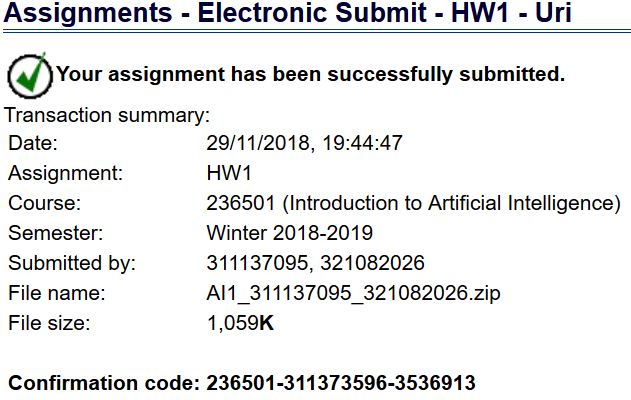 Assignments - Electronic Submit - HW1 - Uri
Your assignment has been successfully submitted.
Transaction summary:
Date: 29/11/2018, 19:44:47
Assignment: HW1
Course: 236501 (Introduction to Artificial Intelligence)
Semester: Winter 2018-2019
Submitted by: 311137095, 321082026
File name: AI1_311137095_321082026.zip
File size: 1,059K
Confirmation code: 236501-311373596-3536913